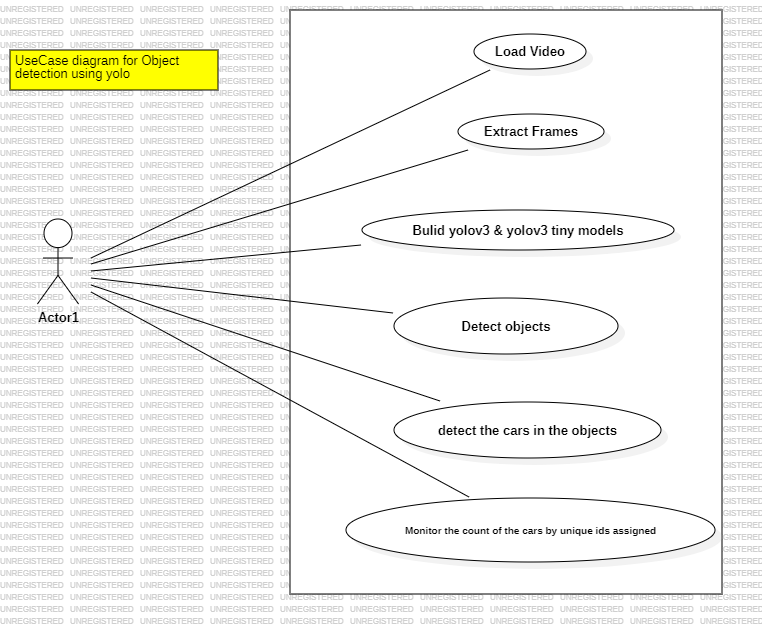 UseCase diagram for Object
detection using yolo
Load Video
Extract Frames
Bulid yolov3 & yolov3 tiny models
Actor1
Detect objects
detect the cars in the objects
Monitor the count of the cars by unique ids assigned
UNREGISTERED